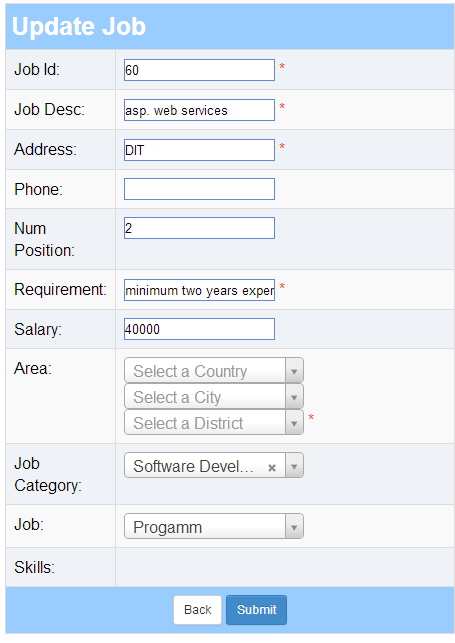 Update Job
Job Id: 60 *
Job Desc: asp. web services *
Address: DIT *
Phone:
Num
Position: 2
Requirement: minimum two years exper *
Salary: 40000
Area: Select a Country
Select a City
Select a District *
Job
Category: Software Devel... ×
Job: Progamm
Skills:
Back Submit